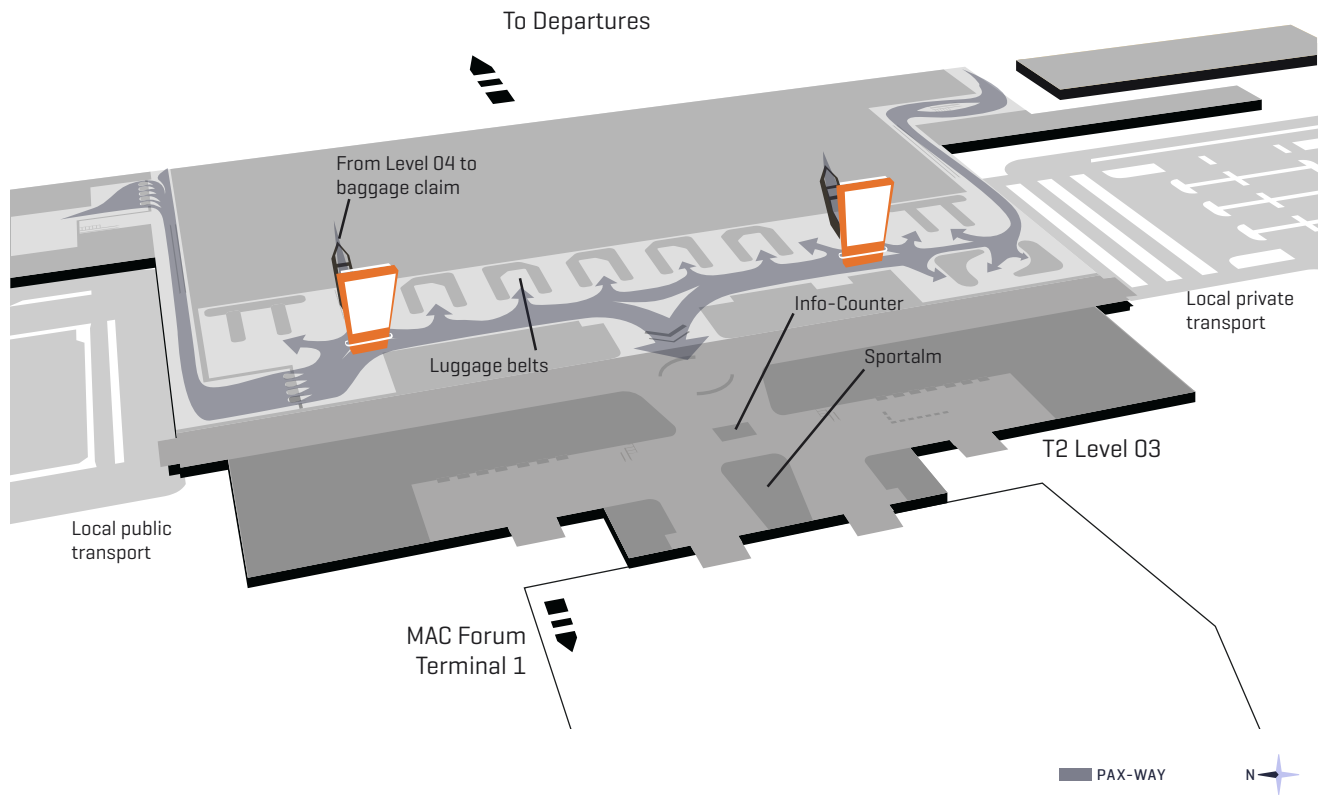 To Departures
From Level 04 to
baggage claim
Info-Counter
Local private
transport
Luggage belts
Sportalm
T2 Level 03
Local public
transport
MAC Forum
Terminal 1
PAX-WAY
N